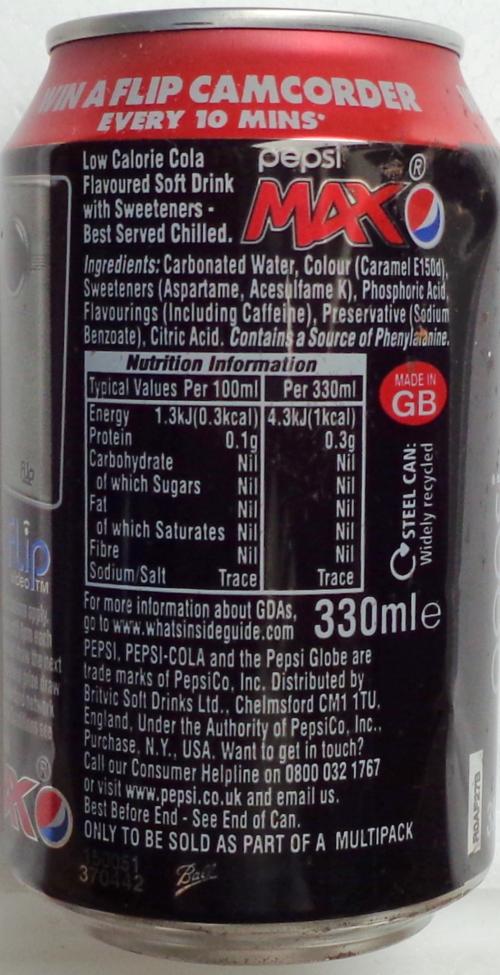 WIN A FLIP CAMCORDER
EVERY 10 MINS*
Low Calorie Cola
Flavoured Soft Drink
with Sweeteners -
Best Served Chilled.
pepsi
MAX®
Ingredients: Carbonated Water, Colour (Caramel E150d),
Sweeteners (Aspartame, Acesulfame K), Phosphoric Acid,
Flavourings (Including Caffeine), Preservative (Sodium
Benzoate), Citric Acid. Contains a Source of Phenylalanine.
Nutrition Information
Typical Values Per 100ml Per 330ml
Energy 1.3kJ(0.3kcal) 4.3kJ(1kcal)
Protein 0.1g 0.3g
Carbohydrate Nil Nil
of which Sugars Nil Nil
Fat Nil Nil
of which Saturates Nil Nil
Fibre Nil Nil
Sodium/Salt Trace Trace
MADE IN
GB
STEEL CAN:
Widely recycled
For more information about GDAs,
go to www.whatsinsideguide.com
330ml e
PEPSI, PEPSI-COLA and the Pepsi Globe are
trade marks of PepsiCo, Inc. Distributed by
Britvic Soft Drinks Ltd., Chelmsford CM1 1TU,
England, Under the Authority of PepsiCo, Inc.,
Purchase, N.Y., USA. Want to get in touch?
Call our Consumer Helpline on 0800 032 1767
or visit www.pepsi.co.uk and email us.
Best Before End - See End of Can.
ONLY TO BE SOLD AS PART OF A MULTIPACK
370442
Ball
Flip
video™